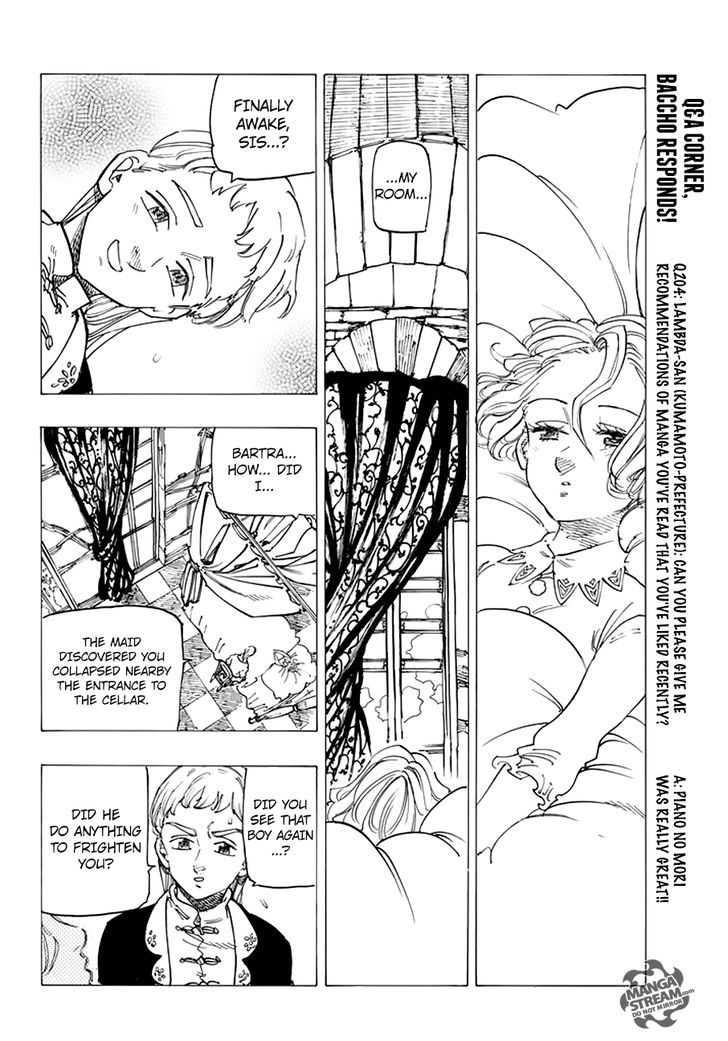 Q&A CORNER,
BACCHO RESPONDS!
Q204: LAMBDA-SAN (KUMAMOTO-PREFECTURE): CAN YOU PLEASE GIVE ME
RECOMMENDATIONS OF MANGA YOU'VE READ THAT YOU'VE LIKED RECENTLY?
A: PIANO NO MORI
WAS REALLY GREAT!!
...MY
ROOM...
FINALLY
AWAKE,
SIS...?
BARTRA...
HOW... DID
I...
THE MAID
DISCOVERED YOU
COLLAPSED NEARBY
THE ENTRANCE TO
THE CELLAR.
DID YOU
SEE THAT
BOY AGAIN
...?
DID HE
DO ANYTHING
TO FRIGHTEN
YOU?
MANGA
STREAM.com
DO NOT MIRROR